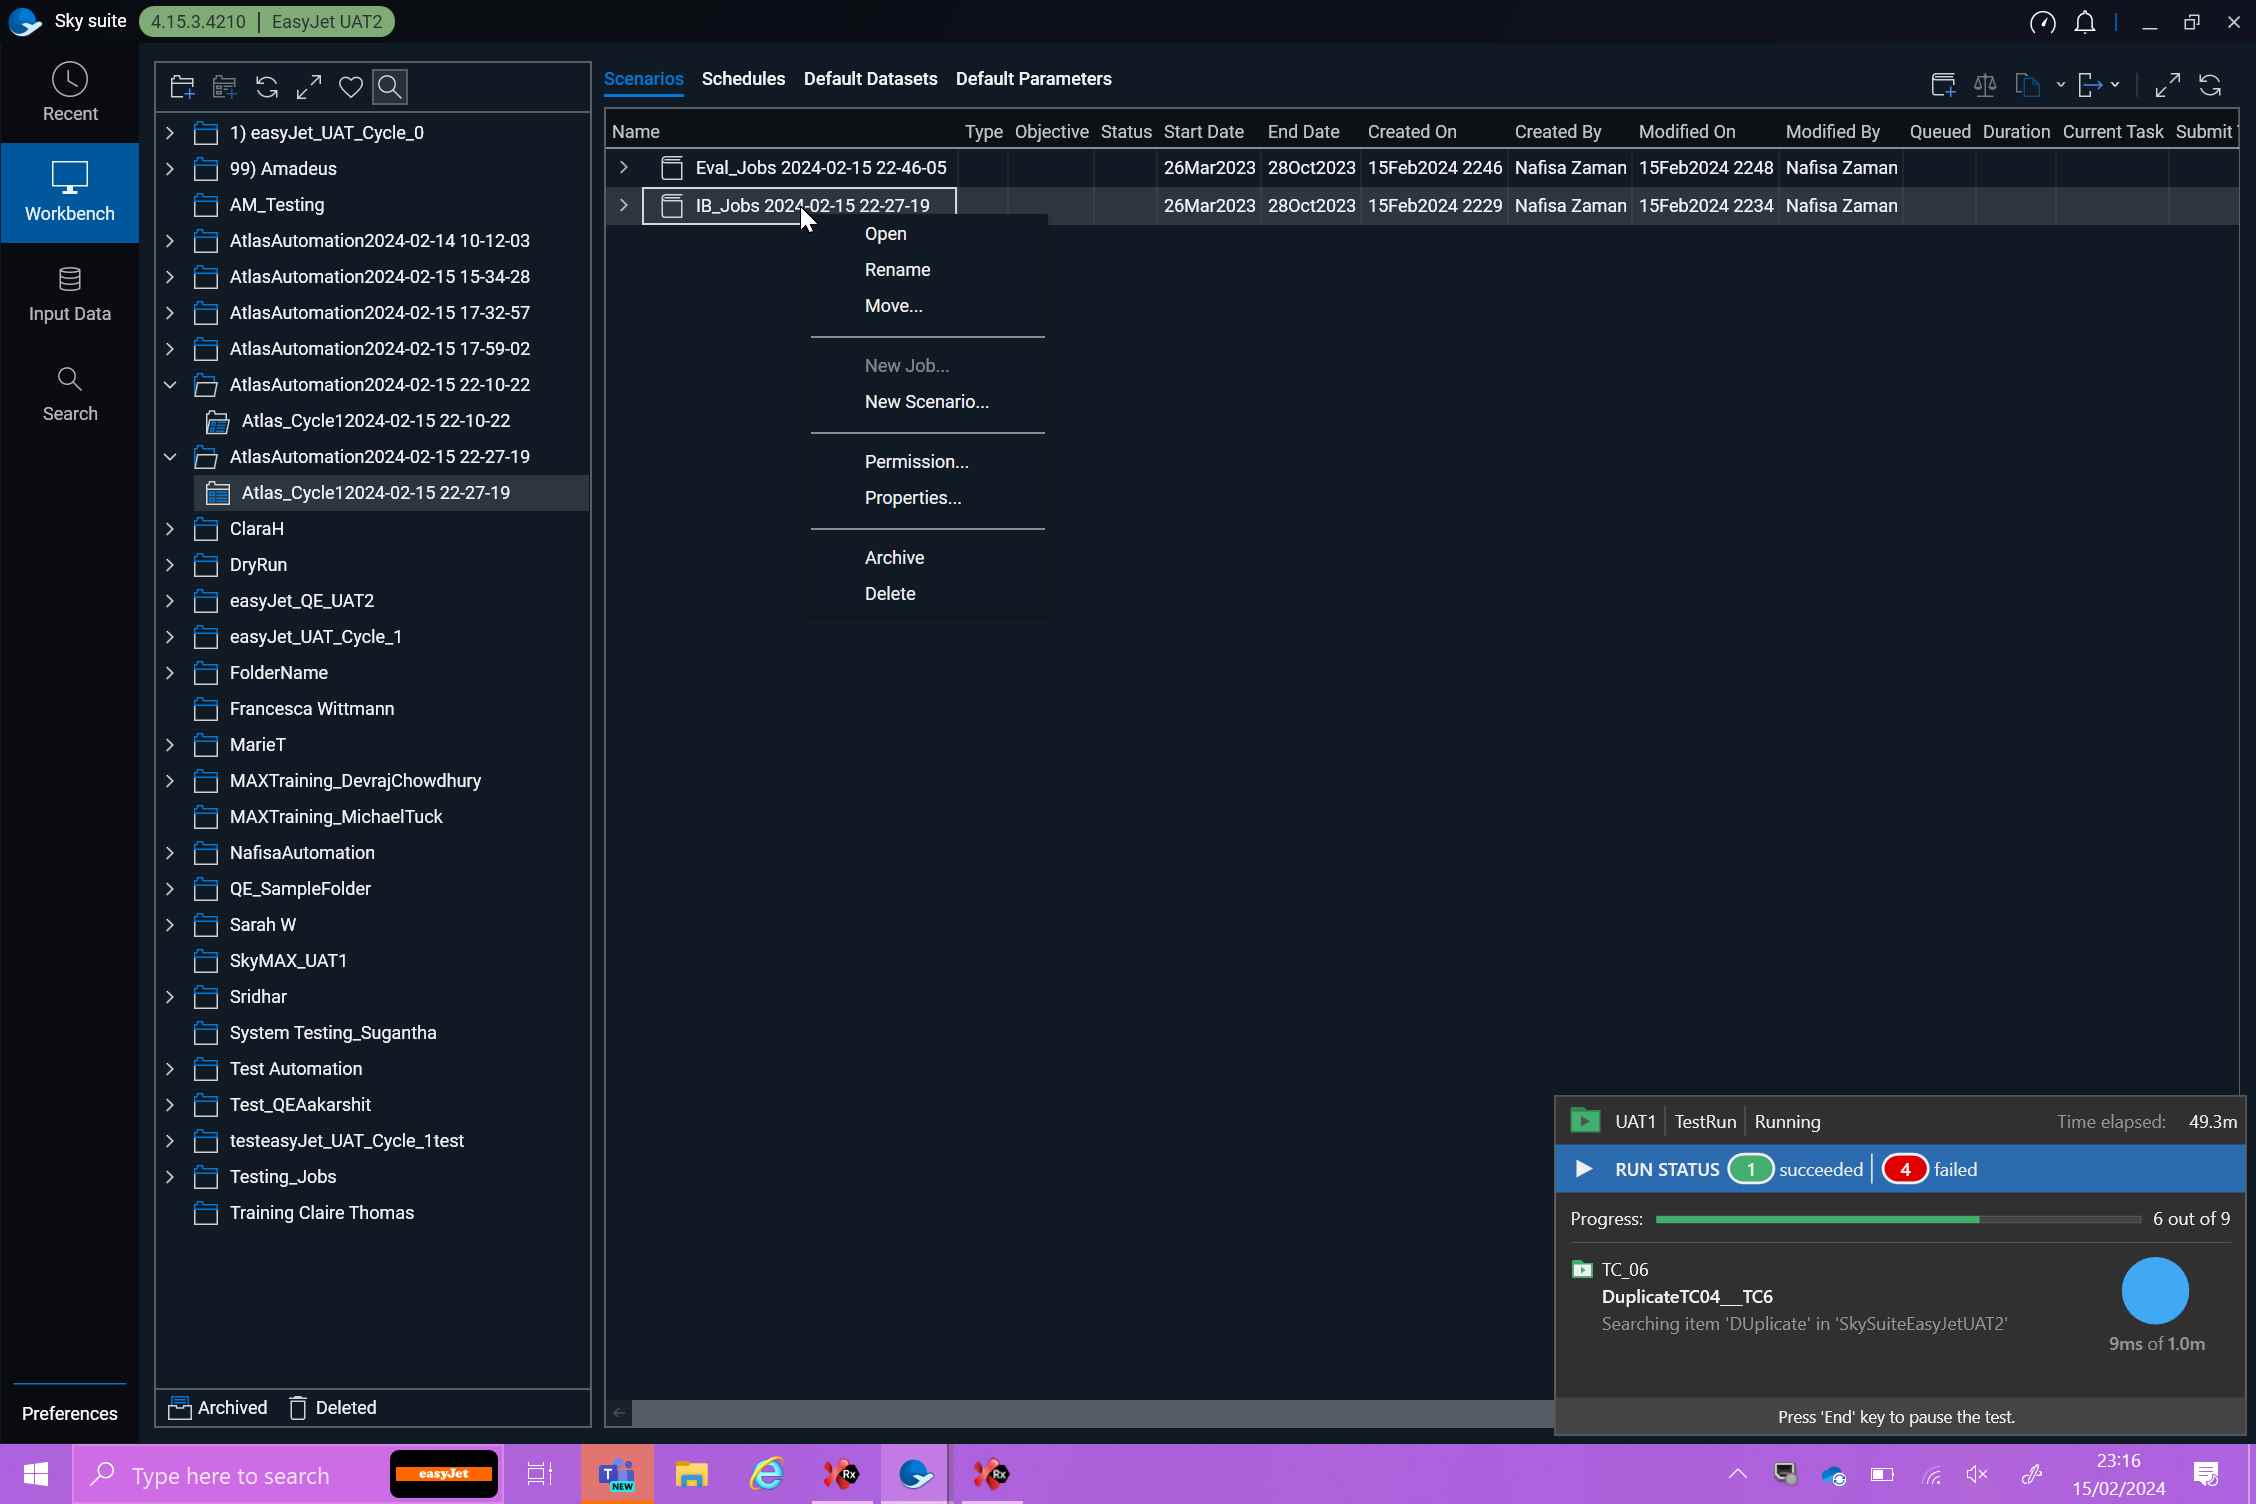 Sky suite 4.15.3.4210 | EasyJet UAT2
Recent
Workbench
Input Data
Search
Preferences
1) easyJet_UAT_Cycle_0
99) Amadeus
AM_Testing
AtlasAutomation2024-02-14 10-12-03
AtlasAutomation2024-02-15 15-34-28
AtlasAutomation2024-02-15 17-32-57
AtlasAutomation2024-02-15 17-59-02
AtlasAutomation2024-02-15 22-10-22
Atlas_Cycle12024-02-15 22-10-22
AtlasAutomation2024-02-15 22-27-19
Atlas_Cycle12024-02-15 22-27-19
ClaraH
DryRun
easyJet_QE_UAT2
easyJet_UAT_Cycle_1
FolderName
Francesca Wittmann
MarieT
MAXTraining_DevrajChowdhury
MAXTraining_MichaelTuck
NafisaAutomation
QE_SampleFolder
Sarah W
SkyMAX_UAT1
Sridhar
System Testing_Sugantha
Test Automation
Test_QEAakarshit
testeasyJet_UAT_Cycle_1test
Testing_Jobs
Training Claire Thomas
Archived Deleted
Scenarios Schedules Default Datasets Default Parameters
Name Type Objective Status Start Date End Date Created On Created By Modified On Modified By Queued Duration Current Task Submit
Eval_Jobs 2024-02-15 22-46-05 26Mar2023 28Oct2023 15Feb2024 2246 Nafisa Zaman 15Feb2024 2248 Nafisa Zaman
IB_Jobs 2024-02-15 22-27-19 26Mar2023 28Oct2023 15Feb2024 2229 Nafisa Zaman 15Feb2024 2234 Nafisa Zaman
Open
Rename
Move...
New Job...
New Scenario...
Permission...
Properties...
Archive
Delete
UAT1 | TestRun | Running Time elapsed: 49.3m
RUN STATUS 1 succeeded | 4 failed
Progress: 6 out of 9
TC_06
DuplicateTC04__TC6
Searching item 'DUplicate' in 'SkySuiteEasyJetUAT2'
9ms of 1.0m
Press 'End' key to pause the test.
Type here to search
easyJet
T NEW
Rx
Rx
23:16
15/02/2024